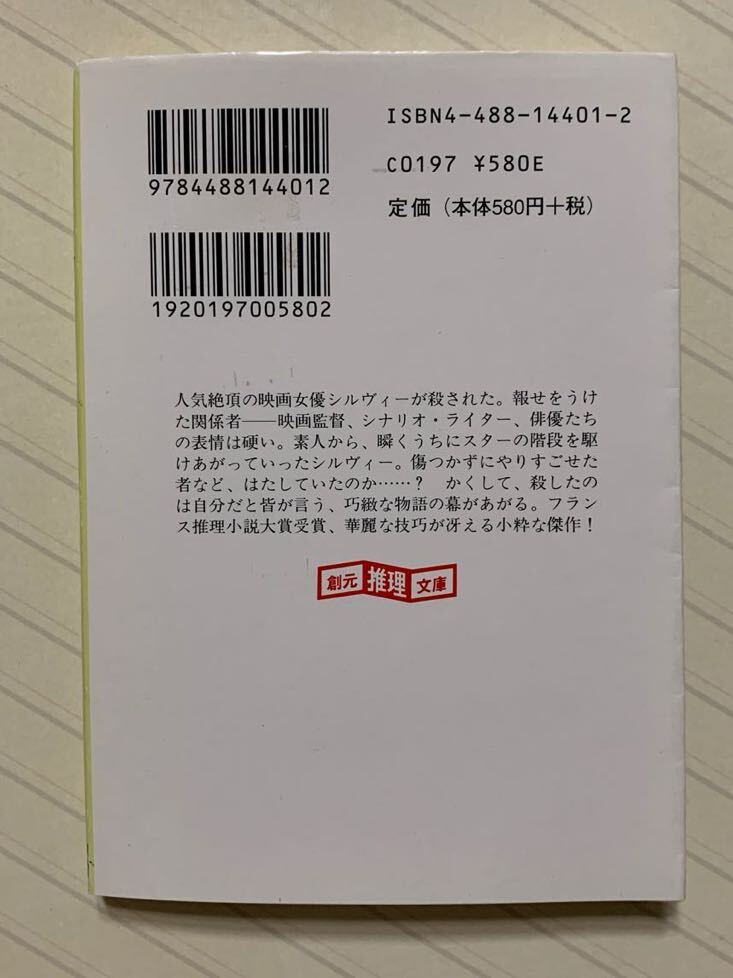 ISBN4-488-14401-2
9784488144012
C0197 ¥580E
定価(本体580円+税)
1920197005802
人気絶頂の映画女優シルヴィーが殺された。報せをうけ
た関係者――映画監督、シナリオ・ライター、俳優たち
の表情は硬い。素人から、瞬くうちにスターの階段を駆
けあがっていったシルヴィー。傷つかずにやりすごせた
者など、はたしていたのか……? かくして、殺したの
は自分だと皆が言う、巧緻な物語の幕があがる。フラン
ス推理小説大賞受賞、華麗な技巧が冴える小粋な傑作!
創元推理文庫